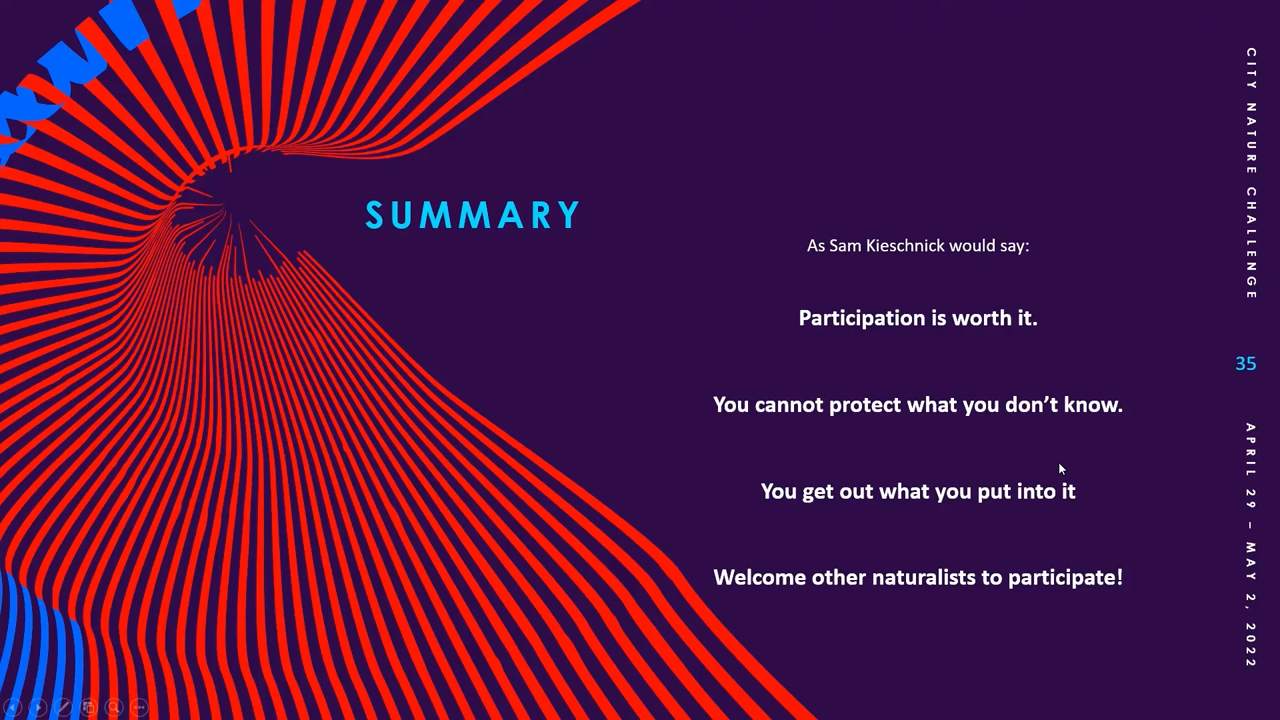 SUMMARY
As Sam Kieschnick would say:
Participation is worth it.
You cannot protect what you don’t know.
You get out what you put into it
Welcome other naturalists to participate!
CITY NATURE CHALLENGE
35
APRIL 29 – MAY 2, 2022